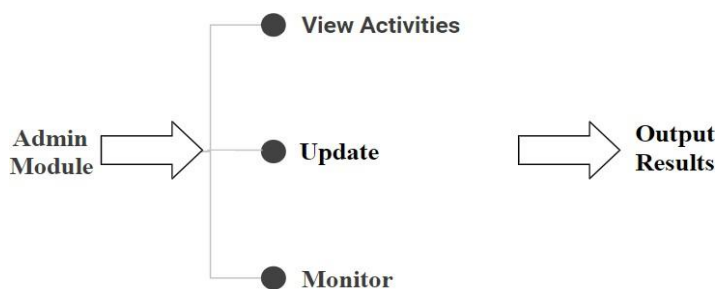 View Activities
Admin
Module
Update
Output
Results
Monitor